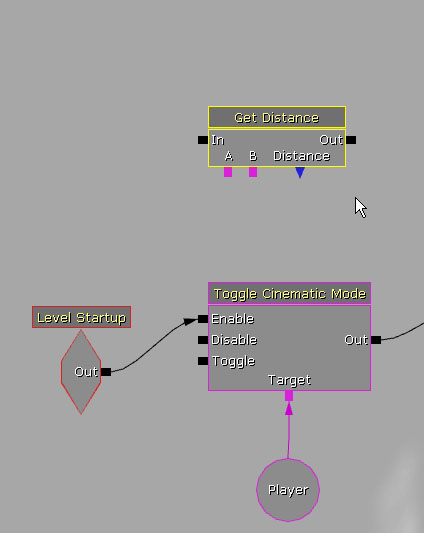 Get Distance
In Out
A B Distance
Toggle Cinematic Mode
Level Startup
Enable
Disable Out
Out
Toggle
Target
Player